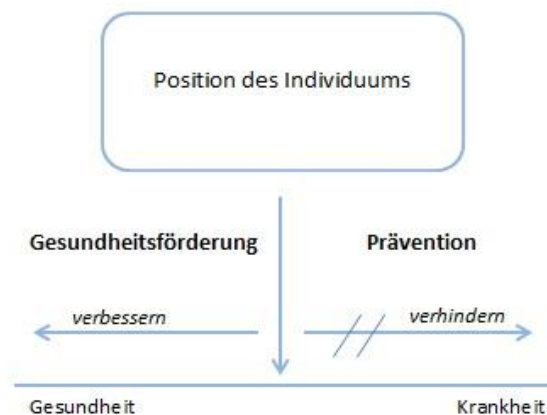 Position des Individuums
Gesundheitsförderung Prävention
verbessern verhindern
Gesundheit Krankheit